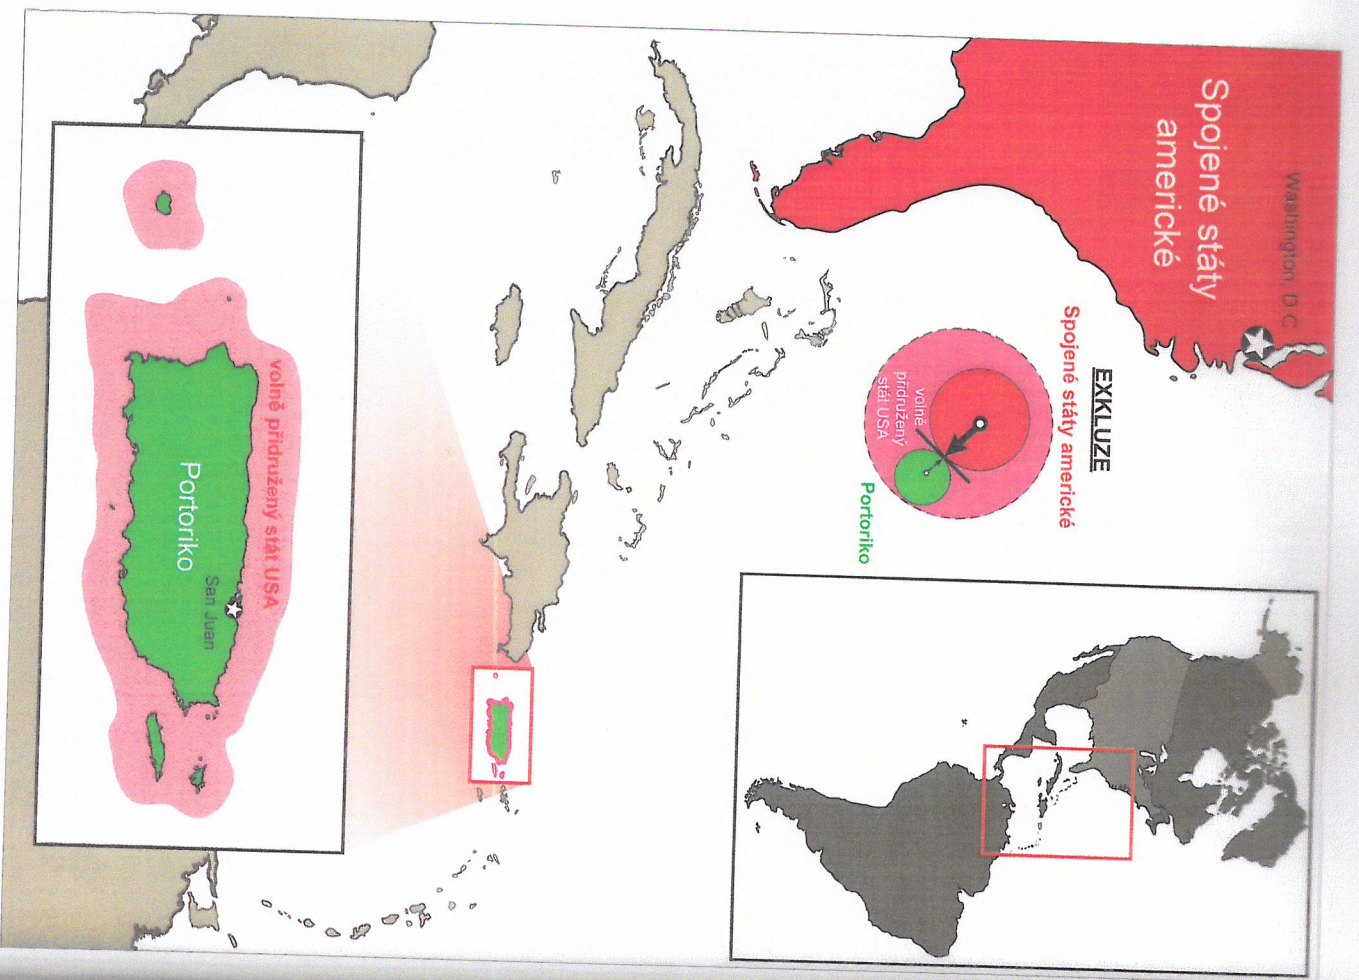 Washington, D.C.
Spojené státy
americké
EXKLUZE
Spojené státy americké
volně
přidružený
stát USA
Portoriko
volně přidružený stát USA
San Juan
Portoriko